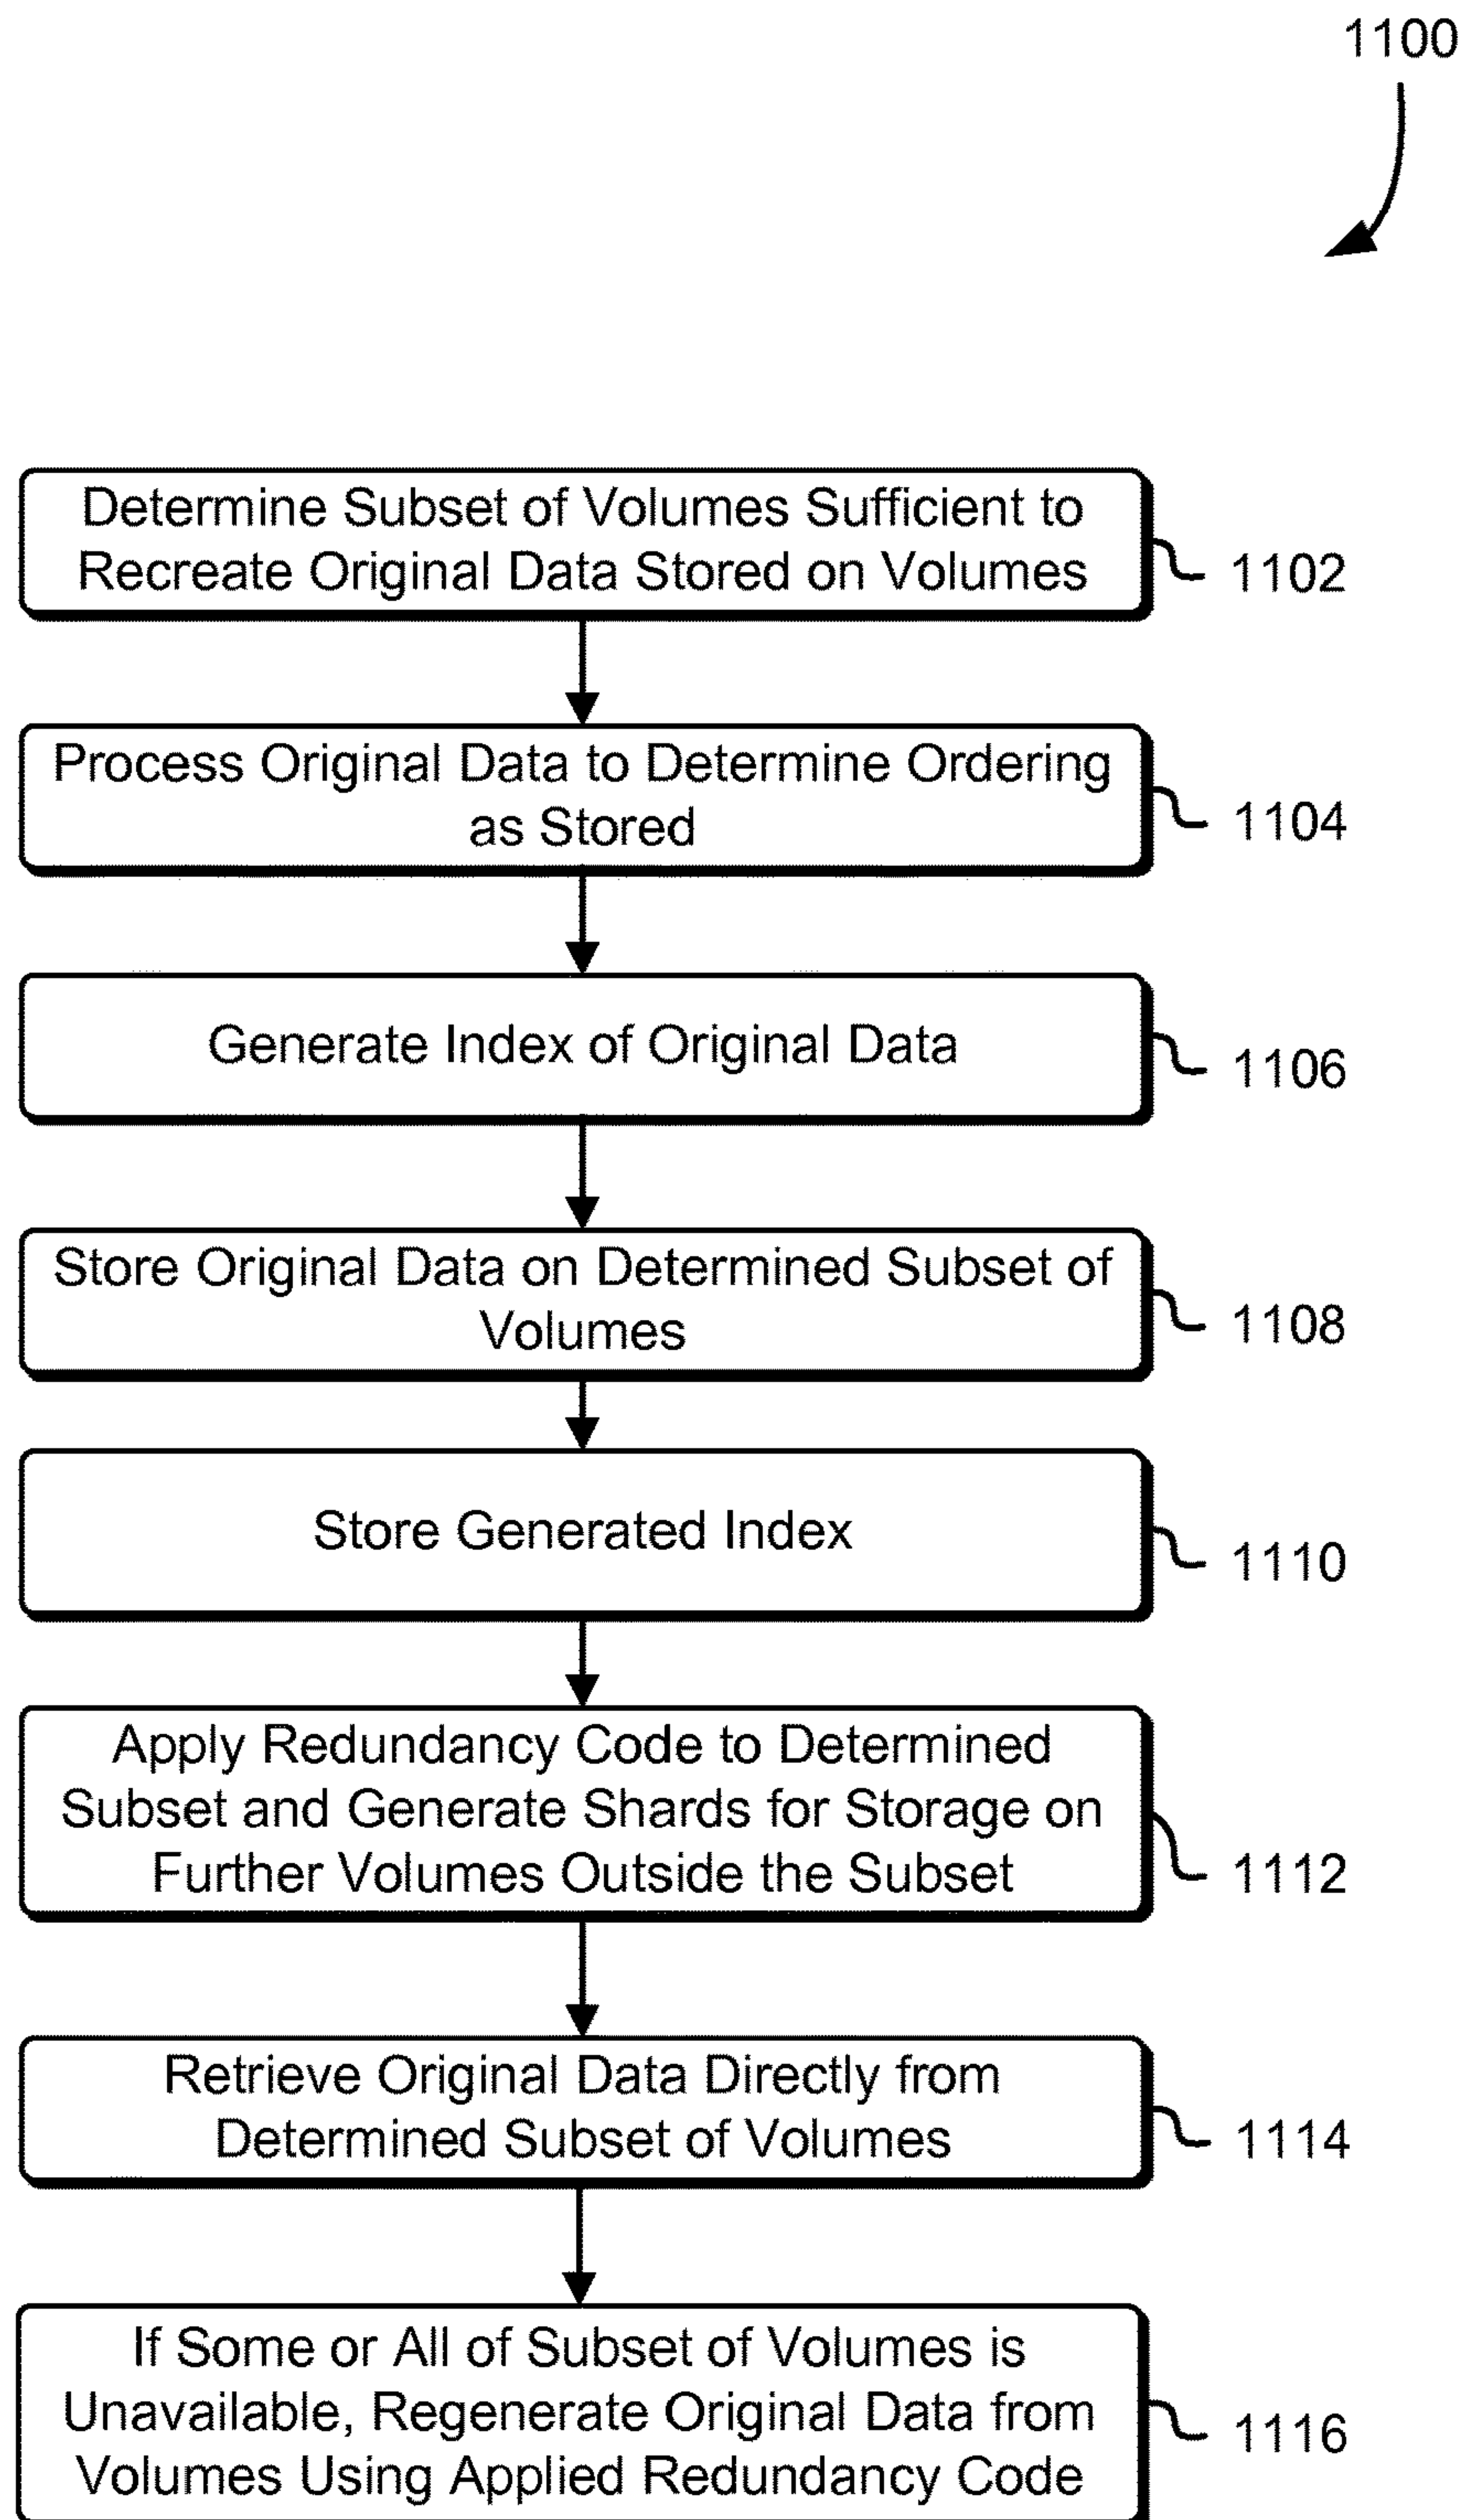 1100
Determine Subset of Volumes Sufficient to
Recreate Original Data Stored on Volumes
1102
Process Original Data to Determine Ordering
as Stored
1104
Generate Index of Original Data
1106
Store Original Data on Determined Subset of
Volumes
1108
Store Generated Index
1110
Apply Redundancy Code to Determined
Subset and Generate Shards for Storage on
Further Volumes Outside the Subset
1112
Retrieve Original Data Directly from
Determined Subset of Volumes
1114
If Some or All of Subset of Volumes is
Unavailable, Regenerate Original Data from
Volumes Using Applied Redundancy Code
1116